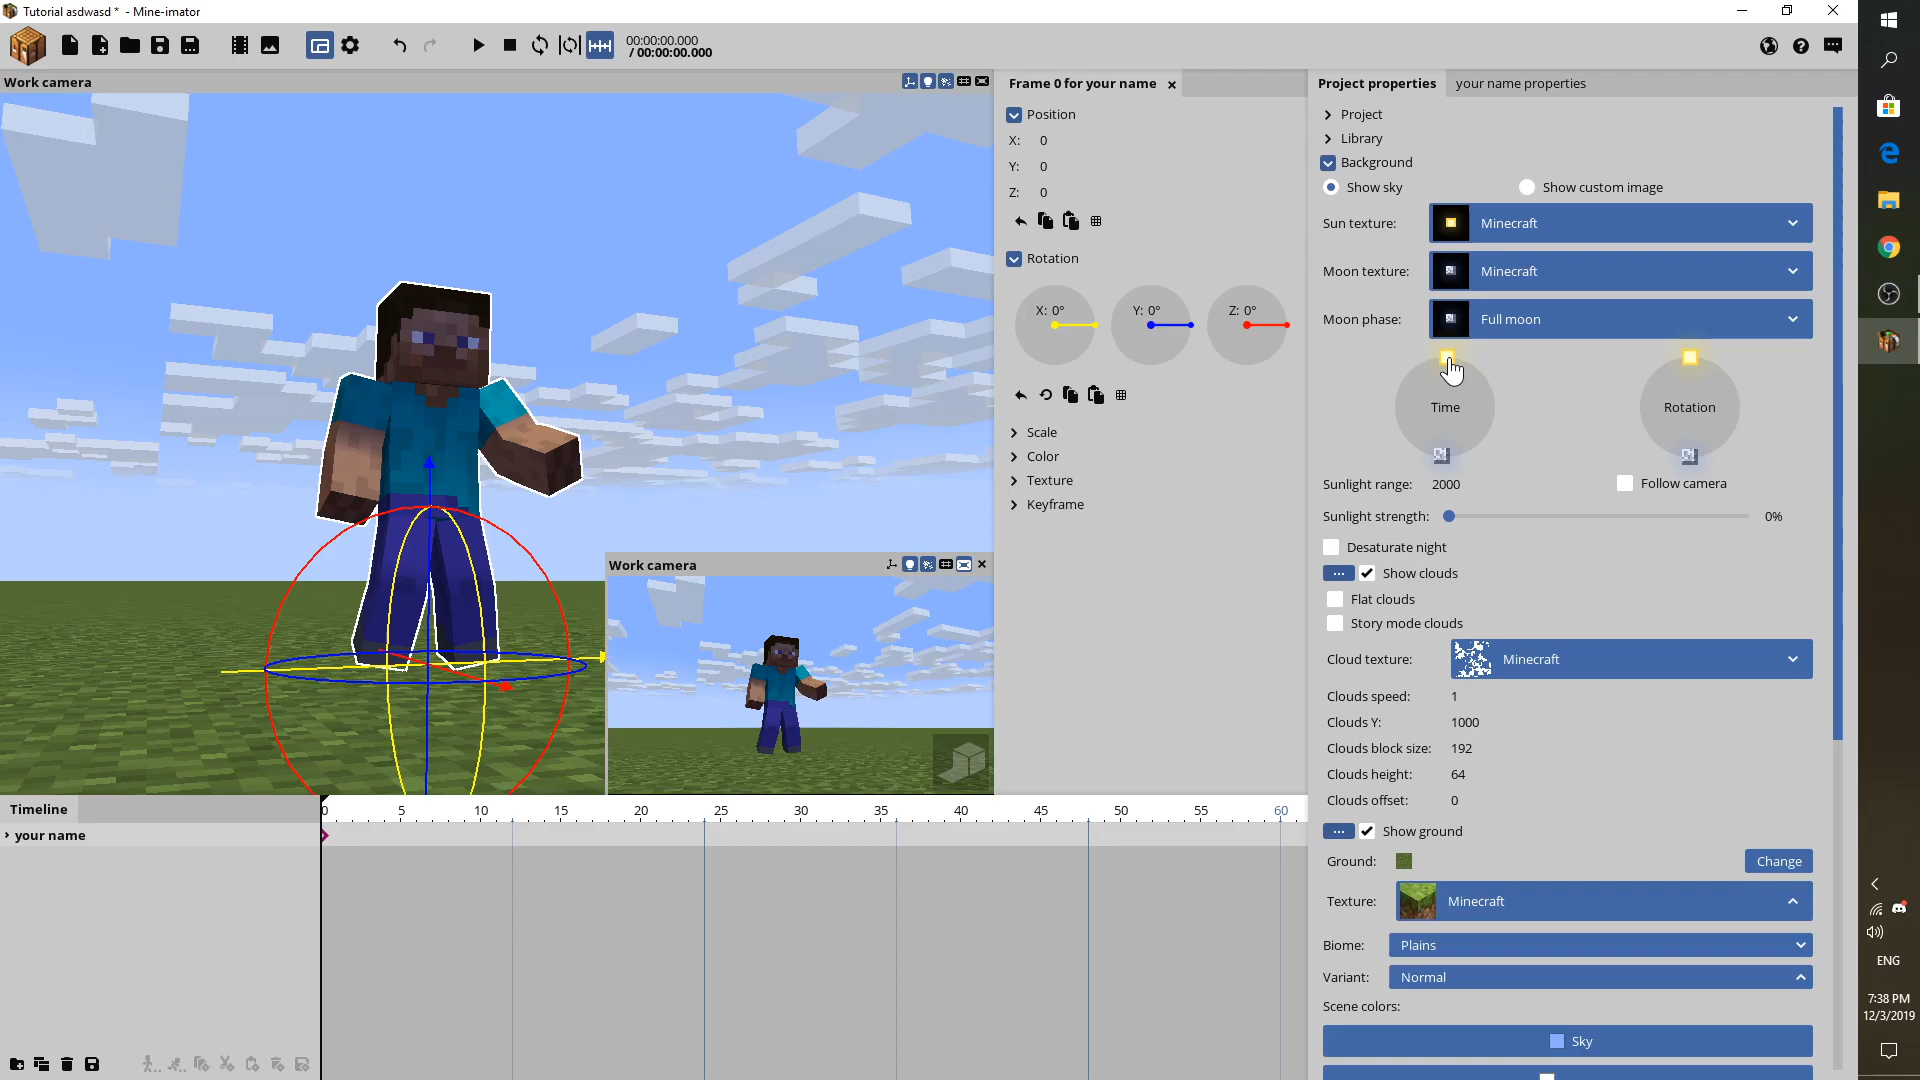 Tutorial asdwasd * - Mine-imator
00:00:00.000
/ 00:00:00.000
Work camera
Frame 0 for your name
Position
X: 0
Y: 0
Z: 0
Rotation
X: 0°
Y: 0°
Z: 0°
Scale
Color
Texture
Keyframe
Work camera
Project properties
your name properties
Project
Library
Background
Show sky
Show custom image
Sun texture: Minecraft
Moon texture: Minecraft
Moon phase: Full moon
Time
Rotation
Sunlight range: 2000
Follow camera
Sunlight strength: 0%
Desaturate night
Show clouds
Flat clouds
Story mode clouds
Cloud texture: Minecraft
Clouds speed: 1
Clouds Y: 1000
Clouds block size: 192
Clouds height: 64
Clouds offset: 0
Show ground
Ground: Change
Texture: Minecraft
Biome: Plains
Variant: Normal
Scene colors:
Sky
Timeline
0 5 10 15 20 25 30 35 40 45 50 55 60
your name
ENG
7:38 PM
12/3/2019